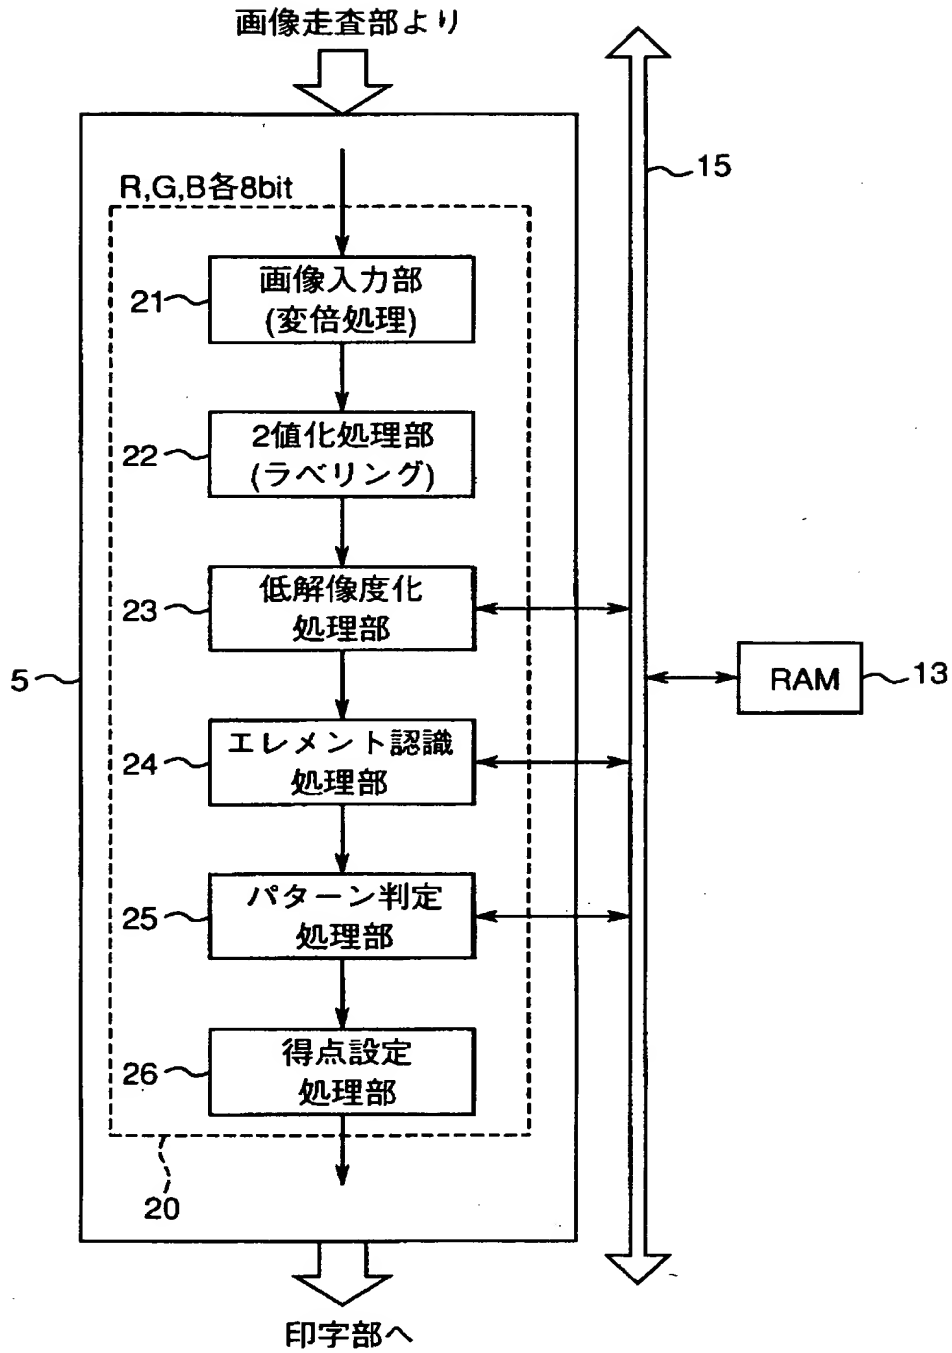 画像走査部より
15
R,G,B各8bit
21
画像入力部
(変倍処理)
22
2値化処理部
(ラベリング)
23
低解像度化
処理部
5
RAM
13
24
エレメント認識
処理部
25
パターン判定
処理部
26
得点設定
処理部
20
印字部へ